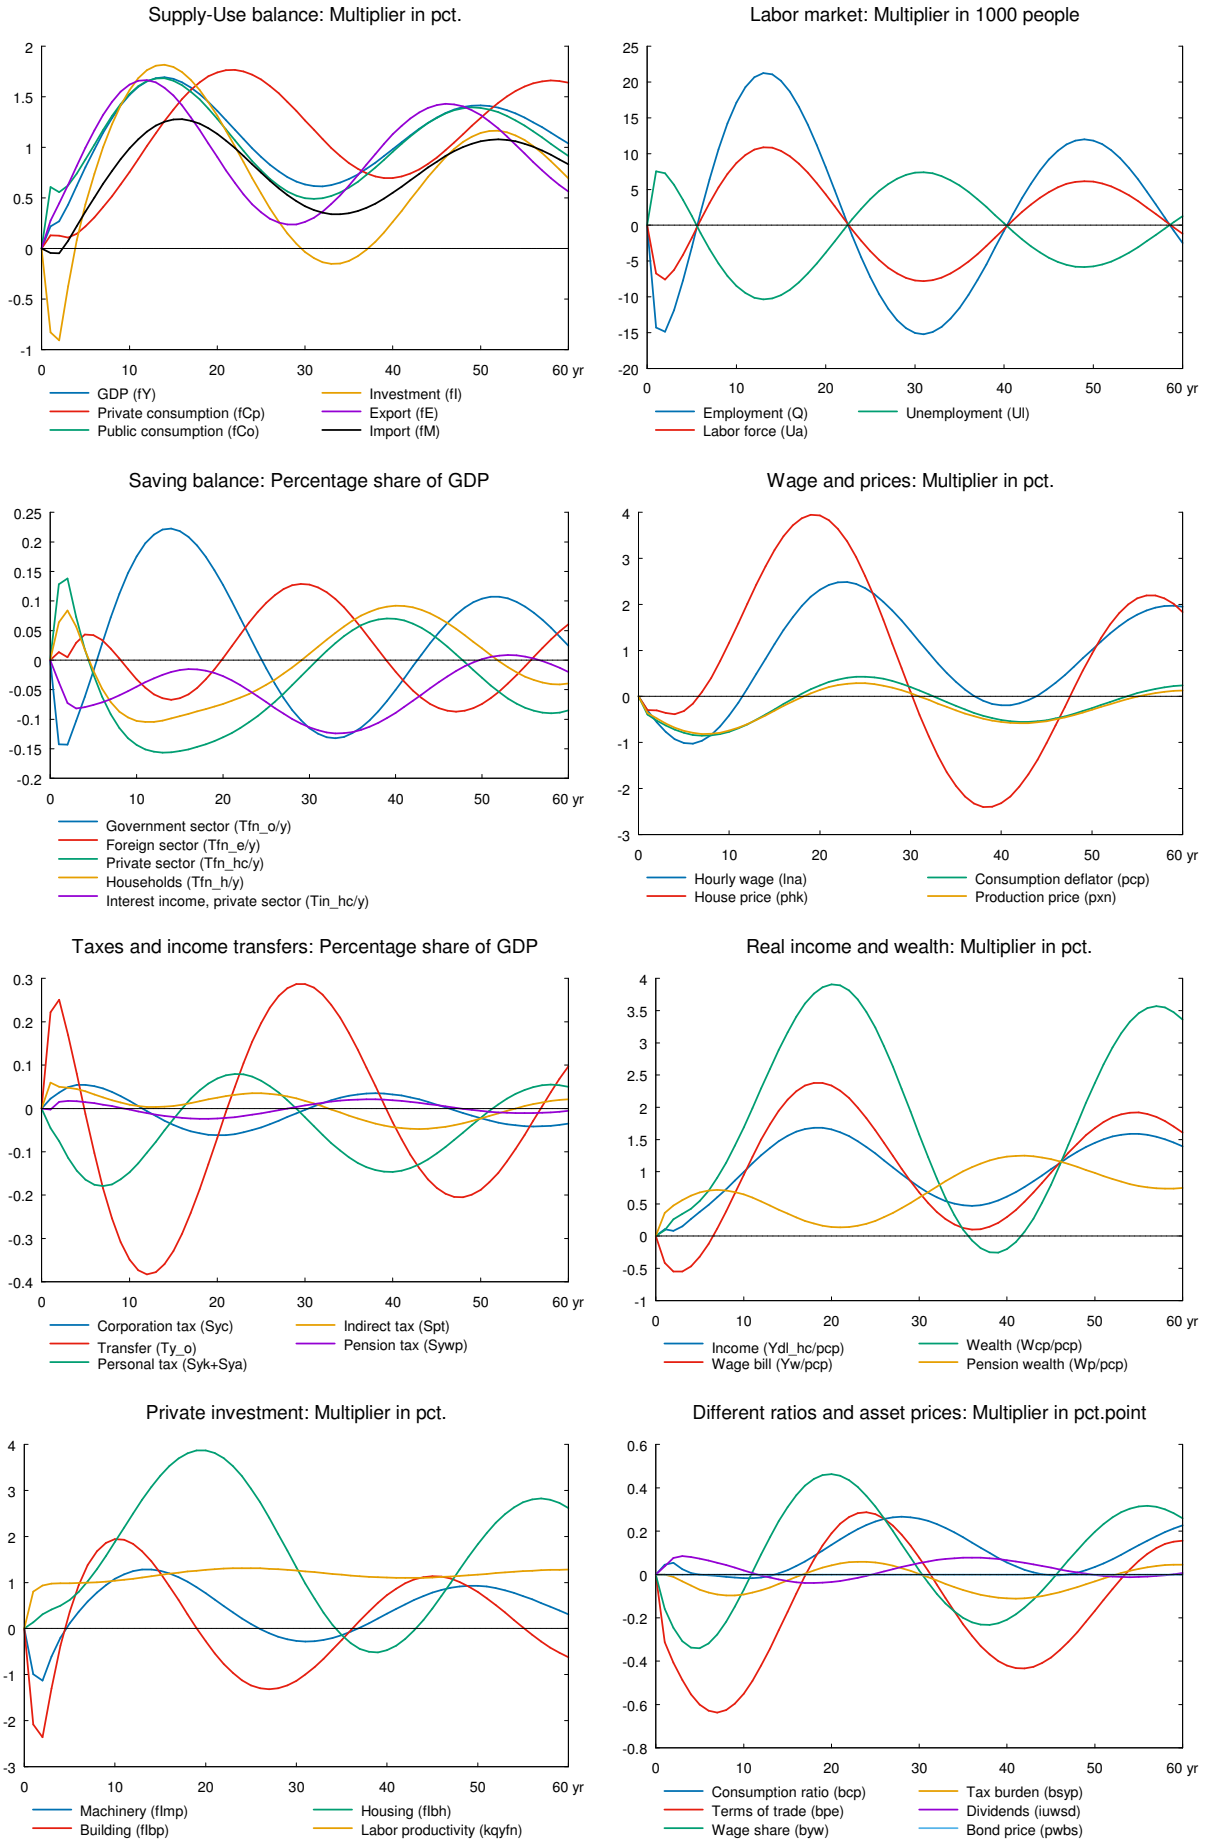 Supply-Use balance: Multiplier in pct.
2
1.5
1
0.5
0
-0.5
-1
0 10 20 30 40 50 60 yr
GDP (fY)
Private consumption (fCp)
Public consumption (fCo)
Investment (fI)
Export (fE)
Import (fM)
Labor market: Multiplier in 1000 people
25
20
15
10
5
0
-5
-10
-15
-20
0 10 20 30 40 50 60 yr
Employment (Q)
Labor force (Ua)
Unemployment (Ul)
Saving balance: Percentage share of GDP
0.25
0.2
0.15
0.1
0.05
0
-0.05
-0.1
-0.15
-0.2
0 10 20 30 40 50 60 yr
Government sector (Tfn_o/y)
Foreign sector (Tfn_e/y)
Private sector (Tfn_hc/y)
Households (Tfn_h/y)
Interest income, private sector (Tin_hc/y)
Wage and prices: Multiplier in pct.
4
3
2
1
0
-1
-2
-3
0 10 20 30 40 50 60 yr
Hourly wage (lna)
House price (phk)
Consumption deflator (pcp)
Production price (pxn)
Taxes and income transfers: Percentage share of GDP
0.3
0.2
0.1
0
-0.1
-0.2
-0.3
-0.4
0 10 20 30 40 50 60 yr
Corporation tax (Syc)
Transfer (Ty_o)
Personal tax (Syk+Sya)
Indirect tax (Spt)
Pension tax (Sywp)
Real income and wealth: Multiplier in pct.
4
3.5
3
2.5
2
1.5
1
0.5
0
-0.5
-1
0 10 20 30 40 50 60 yr
Income (Ydl_hc/pcp)
Wage bill (Yw/pcp)
Wealth (Wcp/pcp)
Pension wealth (Wp/pcp)
Private investment: Multiplier in pct.
4
3
2
1
0
-1
-2
-3
0 10 20 30 40 50 60 yr
Machinery (fImp)
Building (fIbp)
Housing (fIbh)
Labor productivity (kqyfn)
Different ratios and asset prices: Multiplier in pct.point
0.6
0.4
0.2
0
-0.2
-0.4
-0.6
-0.8
0 10 20 30 40 50 60 yr
Consumption ratio (bcp)
Terms of trade (bpe)
Wage share (byw)
Tax burden (bsyp)
Dividends (iuwsd)
Bond price (pwbs)